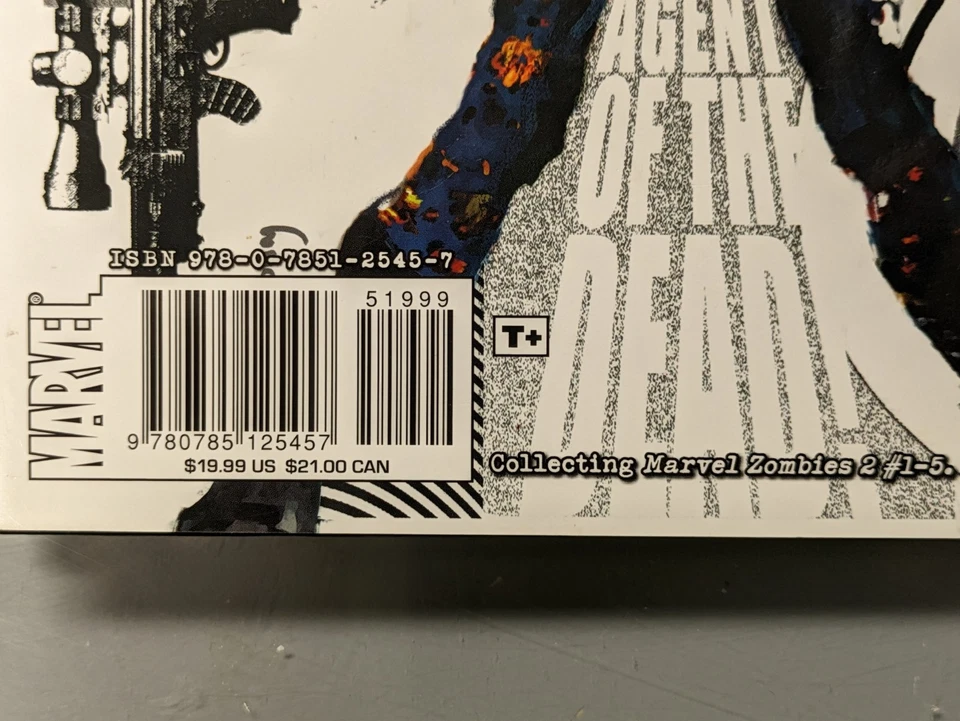 AGENT
OF THE
DEAD!
ISBN 978-0-7851-2545-7
MARVEL®
51999
9 780785 125457
$19.99 US $21.00 CAN
T+
Collecting Marvel Zombies 2 #1-5.